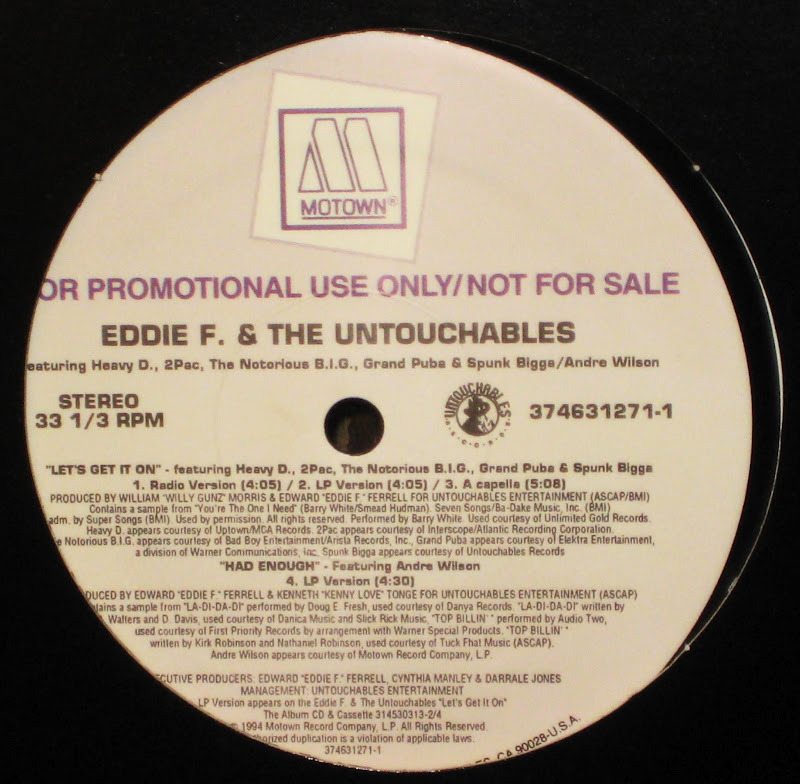 MOTOWN®
OR PROMOTIONAL USE ONLY/NOT FOR SALE
EDDIE F. & THE UNTOUCHABLES
eaturing Heavy D., 2Pac, The Notorious B.I.G., Grand Puba & Spunk Bigga/Andre Wilson
STEREO
33 1/3 RPM
UNTOUCHABLES
RECORDS
374631271-1
"LET'S GET IT ON" - featuring Heavy D., 2Pac, The Notorious B.I.G., Grand Puba & Spunk Bigga
1. Radio Version (4:05) / 2. LP Version (4:05) / 3. A capella (5:08)
PRODUCED BY WILLIAM "WILLY GUNZ" MORRIS & EDWARD "EDDIE F." FERRELL FOR UNTOUCHABLES ENTERTAINMENT (ASCAP/BMI)
Contains a sample from "You're The One I Need" (Barry White/Smead Hudman). Seven Songs/Ba-Dake Music, Inc. (BMI)
adm. by Super Songs (BMI). Used by permission. All rights reserved. Performed by Barry White. Used courtesy of Unlimited Gold Records.
Heavy D. appears courtesy of Uptown/MCA Records. 2Pac appears courtesy of Interscope/Atlantic Recording Corporation.
e Notorious B.I.G. appears courtesy of Bad Boy Entertainment/Arista Records, Inc., Grand Puba appears courtesy of Elektra Entertainment,
a division of Warner Communications, Inc. Spunk Bigga appears courtesy of Untouchables Records
"HAD ENOUGH" - Featuring Andre Wilson
4. LP Version (4:30)
DUCED BY EDWARD "EDDIE F." FERRELL & KENNETH "KENNY LOVE" TONGE FOR UNTOUCHABLES ENTERTAINMENT (ASCAP)
tains a sample from "LA-DI-DA-DI" performed by Doug E. Fresh, used courtesy of Danya Records. "LA-DI-DA-DI" written by
Walters and D. Davis, used courtesy of Danica Music and Slick Rick Music, "TOP BILLIN'" performed by Audio Two,
used courtesy of First Priority Records by arrangement with Warner Special Products. "TOP BILLIN'"
written by Kirk Robinson and Nathaniel Robinson, used courtesy of Tuck Fhat Music (ASCAP).
Andre Wilson appears courtesy of Motown Record Company, L.P.
ECUTIVE PRODUCERS: EDWARD "EDDIE F." FERRELL, CYNTHIA MANLEY & DARRALE JONES
MANAGEMENT: UNTOUCHABLES ENTERTAINMENT
LP Version appears on the Eddie F. & The Untouchables "Let's Get It On"
The Album CD & Cassette 314530313-2/4
© 1994 Motown Record Company, L.P. All Rights Reserved.
horized duplication is a violation of applicable laws.
374631271-1
CA 90028-U.S.A.